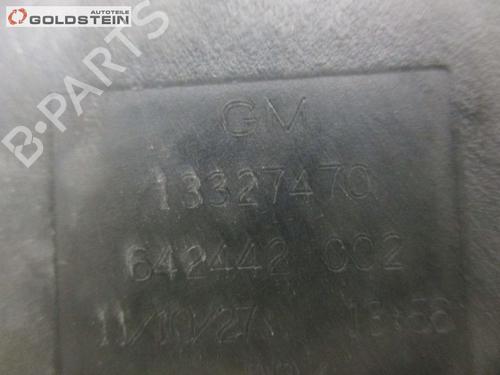 AUTOTEILE
GOLDSTEIN
B-PARTS
GM
13327470
642442 002
11/10/27